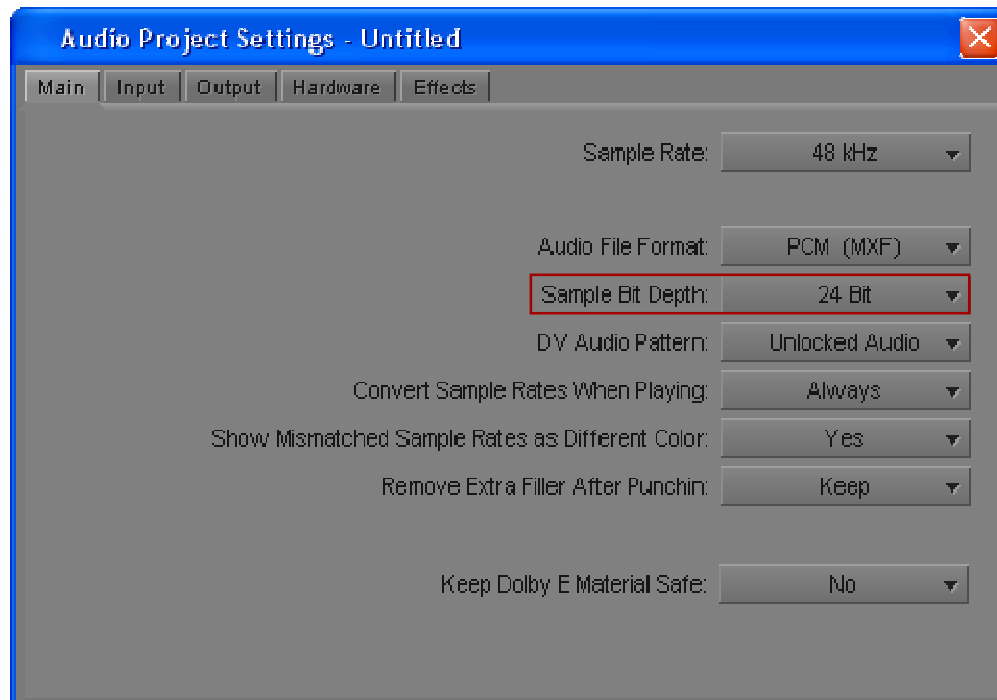 Audio Project Settings - Untitled
Main Input Output Hardware Effects
Sample Rate: 48 kHz
Audio File Format: PCM (MXF)
Sample Bit Depth: 24 Bit
DV Audio Pattern: Unlocked Audio
Convert Sample Rates When Playing: Always
Show Mismatched Sample Rates as Different Color: Yes
Remove Extra Filler After Punchin: Keep
Keep Dolby E Material Safe: No